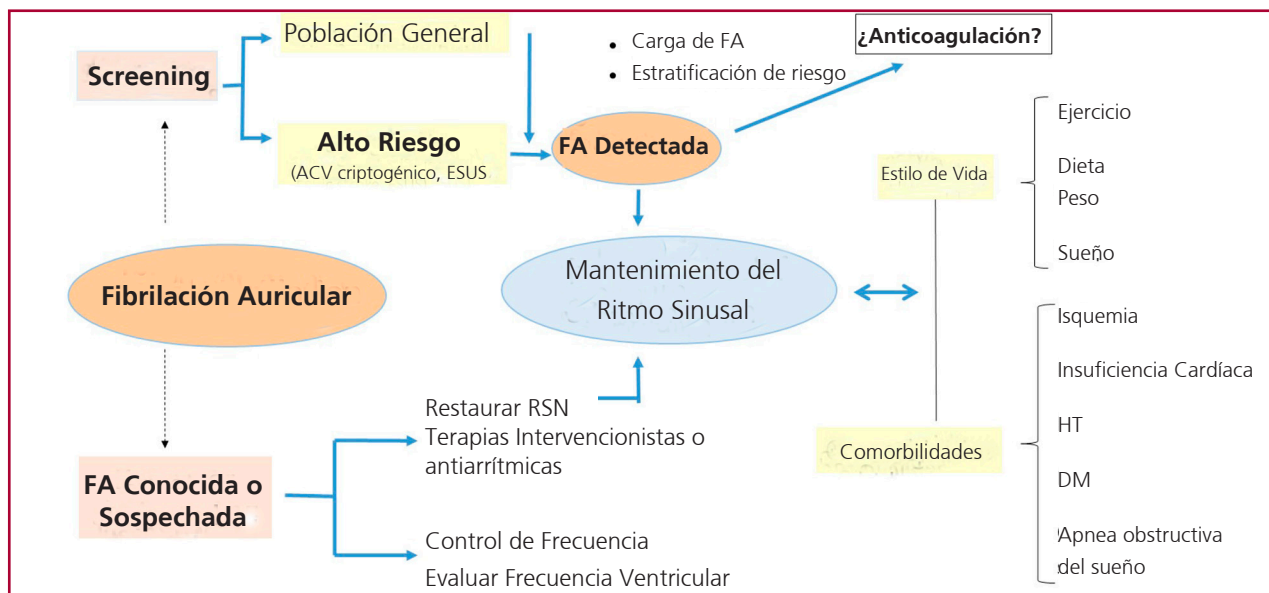 Población General
Screening
Alto Riesgo
(ACV criptogénico, ESUS
• Carga de FA
• Estratificación de riesgo
¿Anticoagulación?
FA Detectada
Fibrilación Auricular
Mantenimiento del
Ritmo Sinusal
Estilo de Vida
Ejercicio
Dieta
Peso
Sueño
Comorbilidades
Isquemia
Insuficiencia Cardíaca
HT
DM
Apnea obstructiva
del sueño
FA Conocida o
Sospechada
Restaurar RSN
Terapias Intervencionistas o
antiarrítmicas
Control de Frecuencia
Evaluar Frecuencia Ventricular